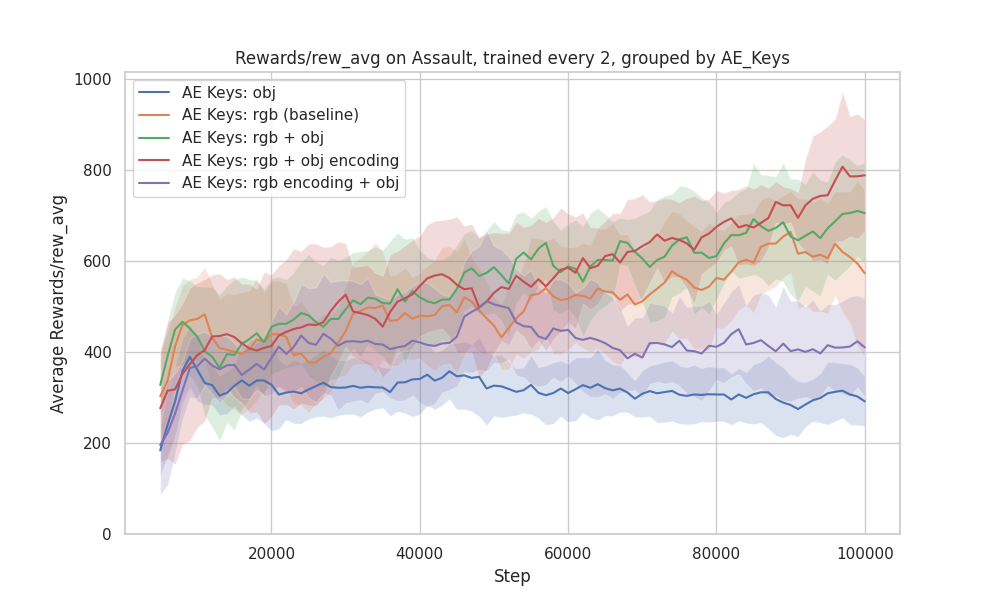 Rewards/rew_avg on Assault, trained every 2, grouped by AE_Keys
1000
800
600
400
200
0
Average Rewards/rew_avg
AE Keys: obj
AE Keys: rgb (baseline)
AE Keys: rgb + obj
AE Keys: rgb + obj encoding
AE Keys: rgb encoding + obj
20000
40000
60000
80000
100000
Step